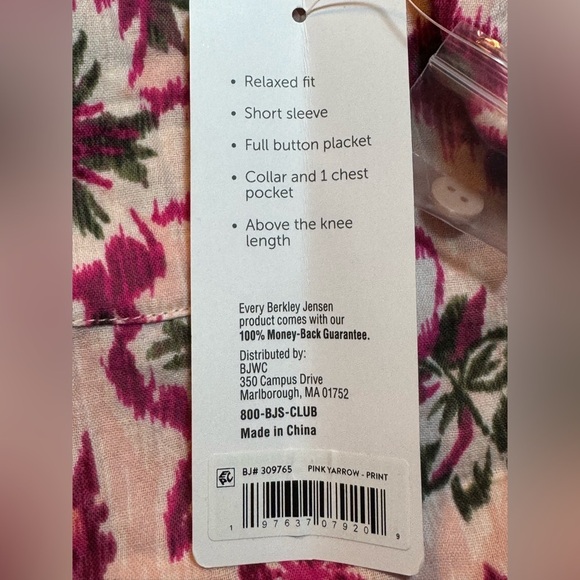 • Relaxed fit
• Short sleeve
• Full button placket
• Collar and 1 chest
pocket
• Above the knee
length
Every Berkley Jensen
product comes with our
100% Money-Back Guarantee.
Distributed by:
BJWC
350 Campus Drive
Marlborough, MA 01752
800-BJS-CLUB
Made in China
BJ# 309765 PINK YARROW - PRINT
1 97637 07920 9